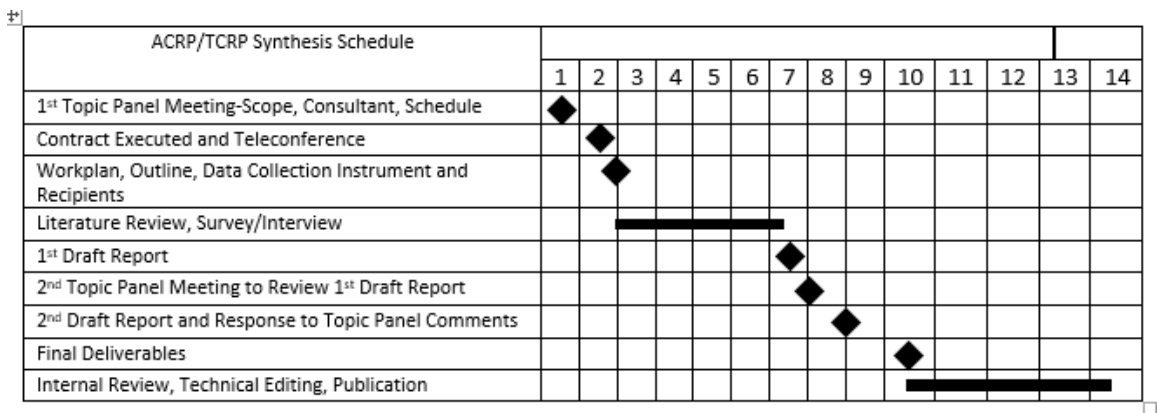 ACRP/TCRP Synthesis Schedule
1 2 3 4 5 6 7 8 9 10 11 12 13 14
1st Topic Panel Meeting-Scope, Consultant, Schedule
Contract Executed and Teleconference
Workplan, Outline, Data Collection Instrument and
Recipients
Literature Review, Survey/Interview
1st Draft Report
2nd Topic Panel Meeting to Review 1st Draft Report
2nd Draft Report and Response to Topic Panel Comments
Final Deliverables
Internal Review, Technical Editing, Publication